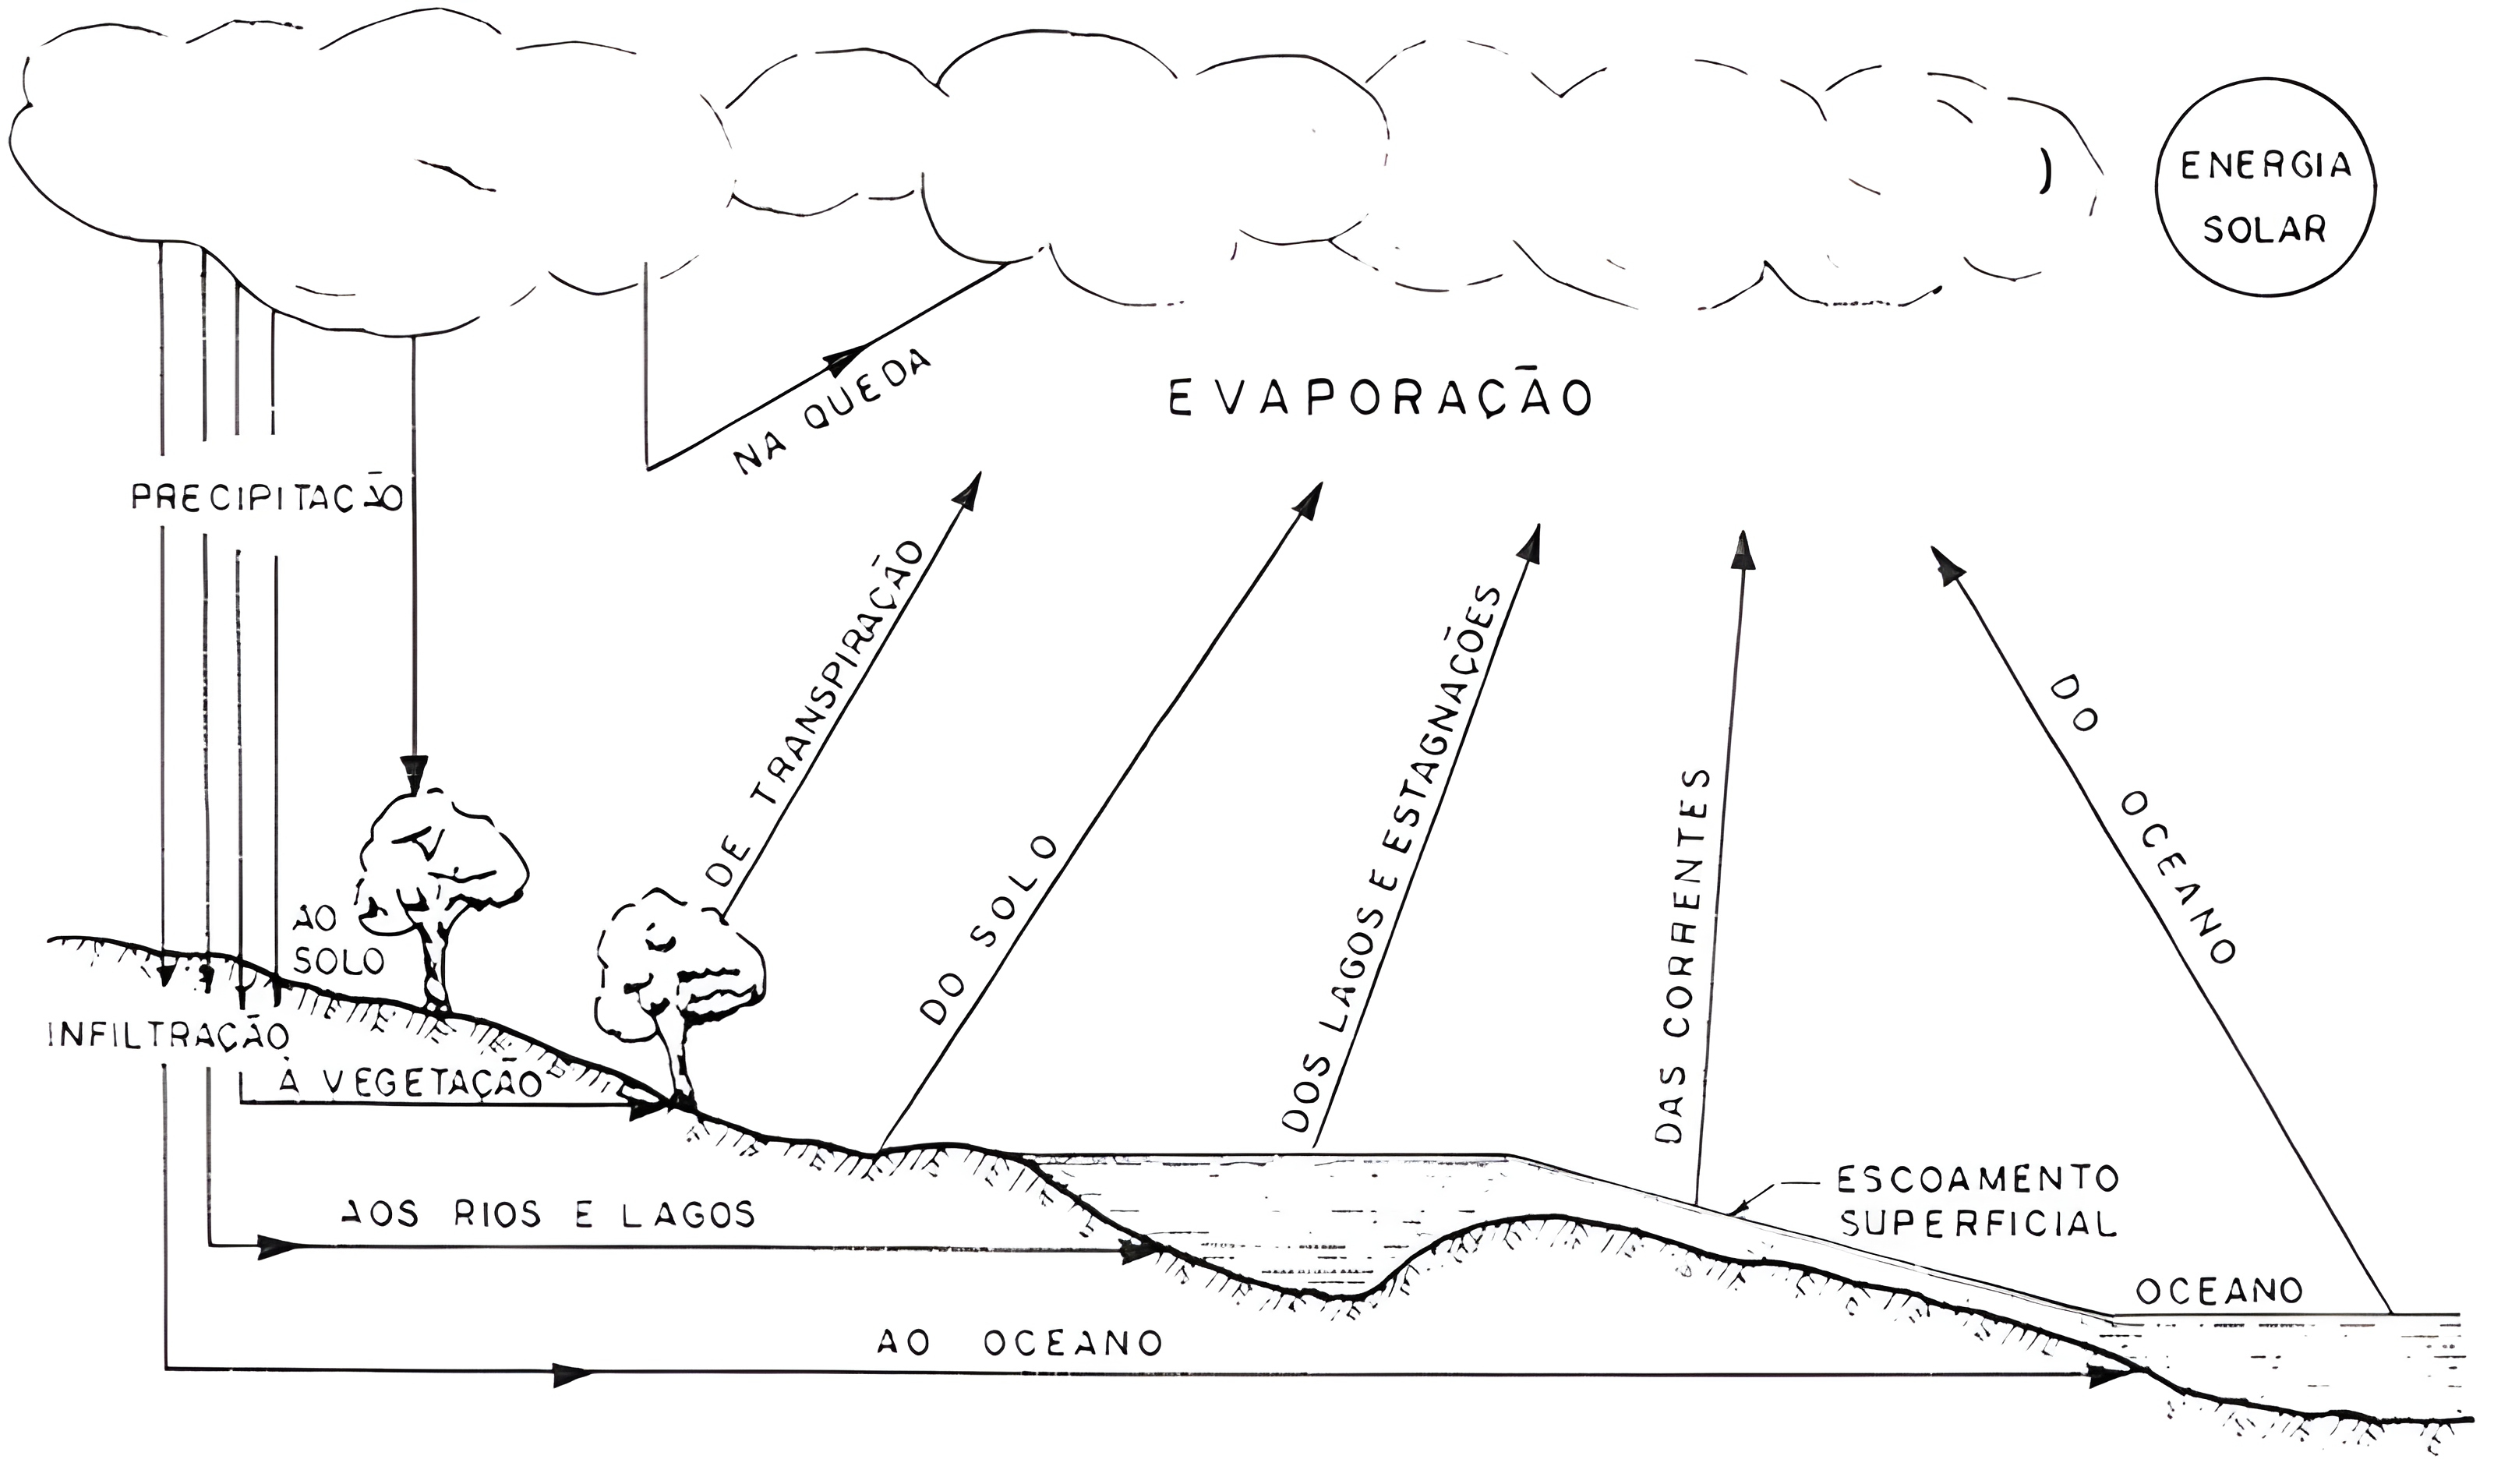 ENERGIA
SOLAR
NA QUEDA
EVAPORAÇÃO
PRECIPITAÇÃO
DE TRANSPIRAÇÃO
DO SOLO
DOS LAGOS E ESTAGNAÇÕES
DAS CORRENTES
DO OCEANO
AO
SOLO
INFILTRAÇÃO
À VEGETAÇÃO
AOS RIOS E LAGOS
ESCOAMENTO
SUPERFICIAL
OCEANO
AO OCEANO